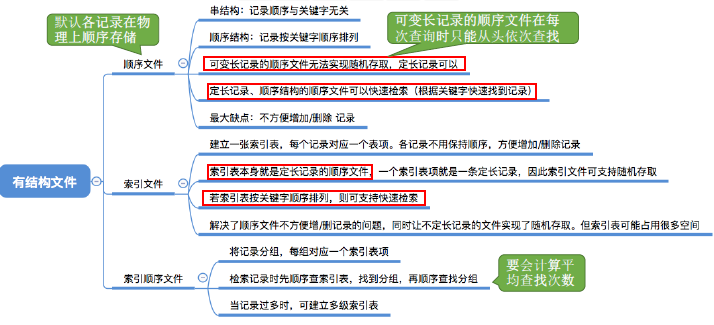 默认各记录在物
理上顺序存储
串结构：记录顺序与关键字无关
可变长记录的顺序文件在每
次查询时只能从头依次查找
顺序结构：记录按关键字顺序排列
顺序文件
可变长记录的顺序文件无法实现随机存取，定长记录可以
定长记录、顺序结构的顺序文件可以快速检索（根据关键字快速找到记录）
最大缺点：不方便增加/删除 记录
建立一张索引表，每个记录对应一个表项。各记录不用保持顺序，方便增加/删除记录
有结构文件
索引文件
索引表本身就是定长记录的顺序文件，一个索引表项就是一条定长记录，因此索引文件可支持随机存取
若索引表按关键字顺序排列，则可支持快速检索
解决了顺序文件不方便增/删记录的问题，同时让不定长记录的文件实现了随机存取。但索引表可能占用很多空间
将记录分组，每组对应一个索引表项
索引顺序文件
检索记录时先顺序查索引表，找到分组，再顺序查找分组
要会计算平
均查找次数
当记录过多时，可建立多级索引表